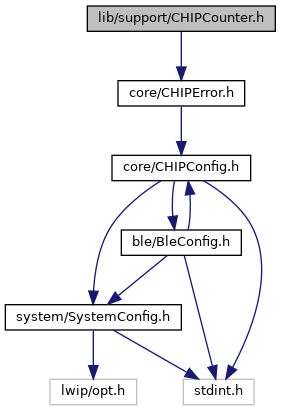 lib/support/CHIPCounter.h
core/CHIPError.h
core/CHIPConfig.h
ble/BleConfig.h
system/SystemConfig.h
lwip/opt.h
stdint.h